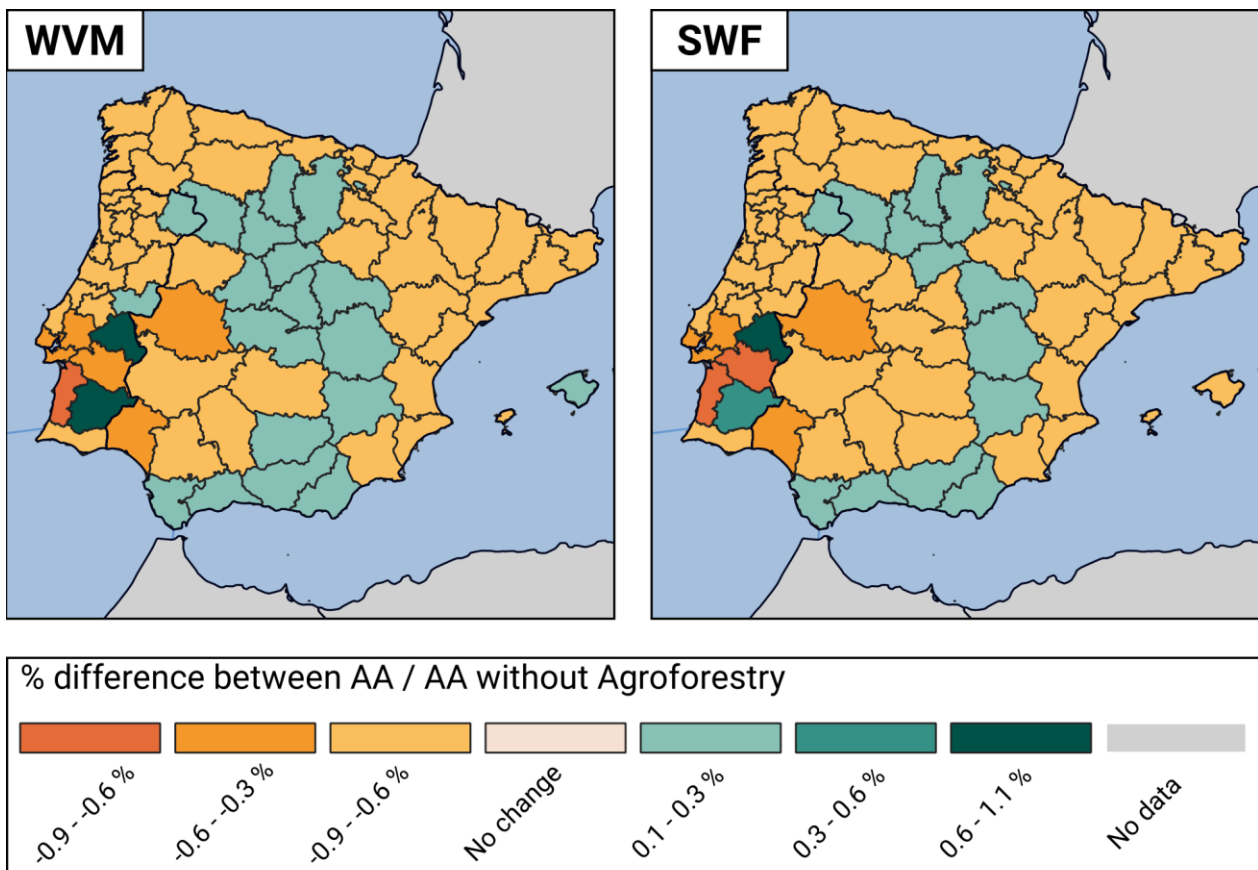 WVM
SWF
% difference between AA / AA without Agroforestry
-0.9 - -0.6 %
-0.6 - -0.3 %
-0.9 - -0.6 %
No change
0.1 - 0.3 %
0.3 - 0.6 %
0.6 - 1.1 %
No data